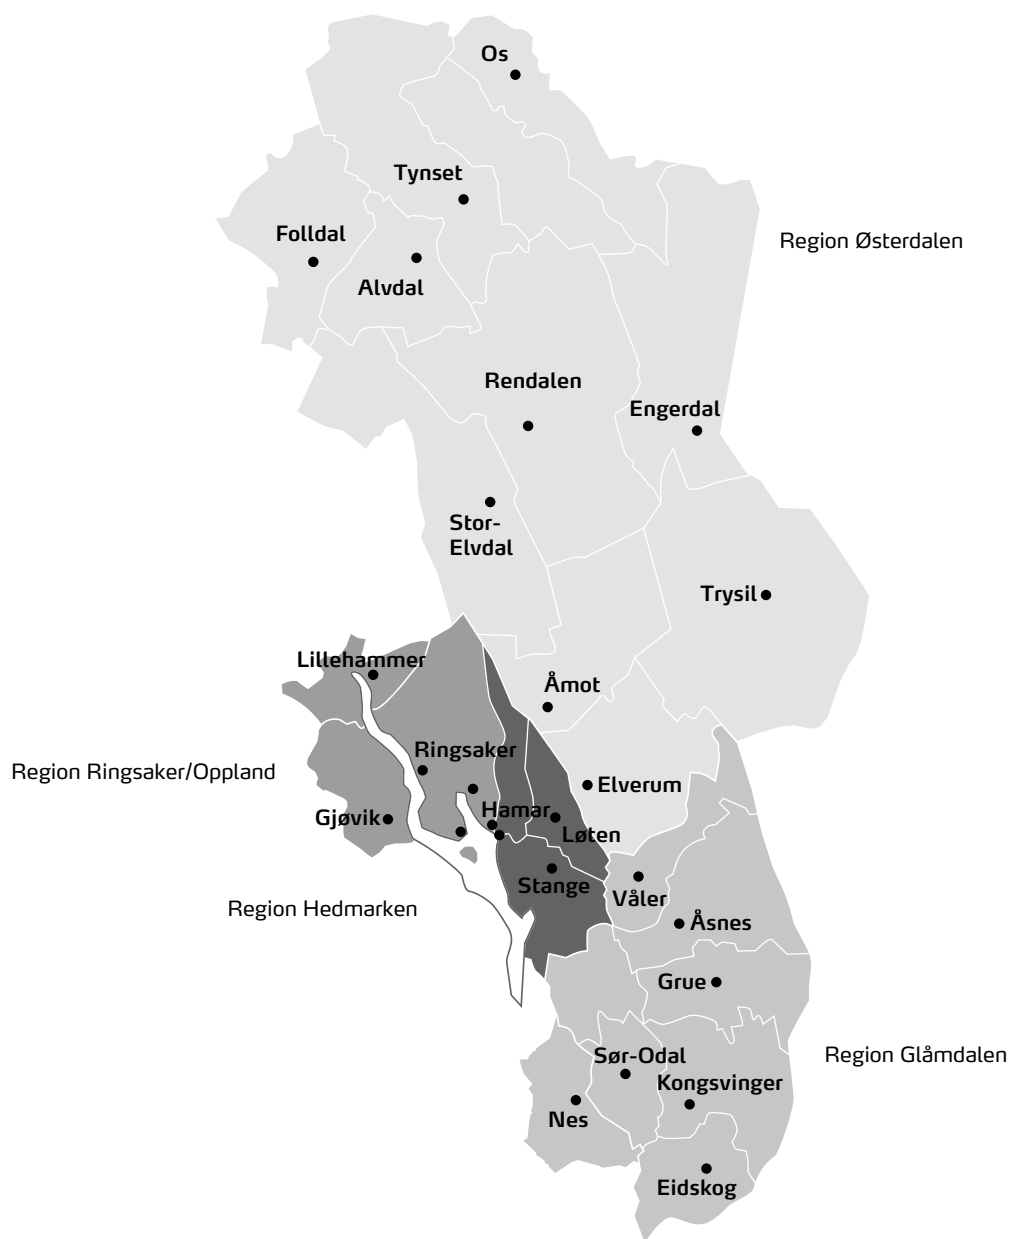 Os
Tynset
Region Østerdalen
Folldal
Alvdal
Rendalen
Engerdal
Stor-
Elvdal
Trysil
Lillehammer
Åmot
Ringsaker
Region Ringsaker/Oppland
Elverum
Hamar
Gjøvik
Løten
Stange
Våler
Region Hedmarken
Åsnes
Grue
Sør-Odal
Region Glåmdalen
Kongsvinger
Nes
Eidskog